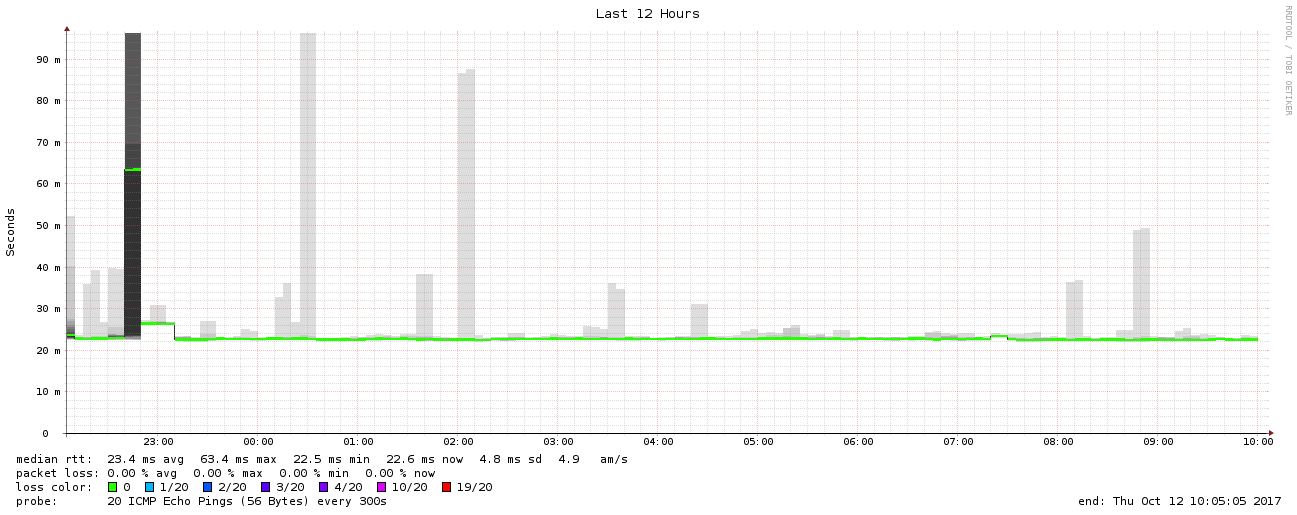 Last 12 Hours
RRDTOOL / TOBI OETIKER
Seconds
90 m
80 m
70 m
60 m
50 m
40 m
30 m
20 m
10 m
0
23:00 00:00 01:00 02:00 03:00 04:00 05:00 06:00 07:00 08:00 09:00 10:00
median rtt: 23.4 ms avg 63.4 ms max 22.5 ms min 22.6 ms now 4.8 ms sd 4.9 am/s
packet loss: 0.00 % avg 0.00 % max 0.00 % min 0.00 % now
loss color: 0 1/20 2/20 3/20 4/20 10/20 19/20
probe: 20 ICMP Echo Pings (56 Bytes) every 300s end: Thu Oct 12 10:05:05 2017